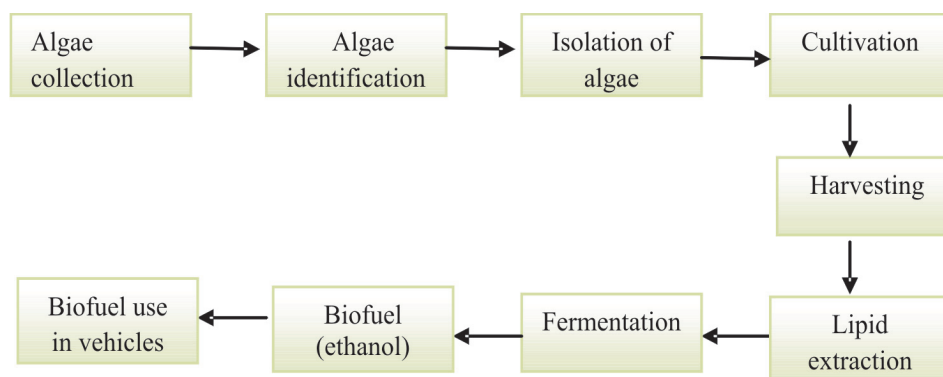 Algae
collection
Algae
identification
Isolation of
algae
Cultivation
Harvesting
Lipid
extraction
Fermentation
Biofuel
(ethanol)
Biofuel use
in vehicles